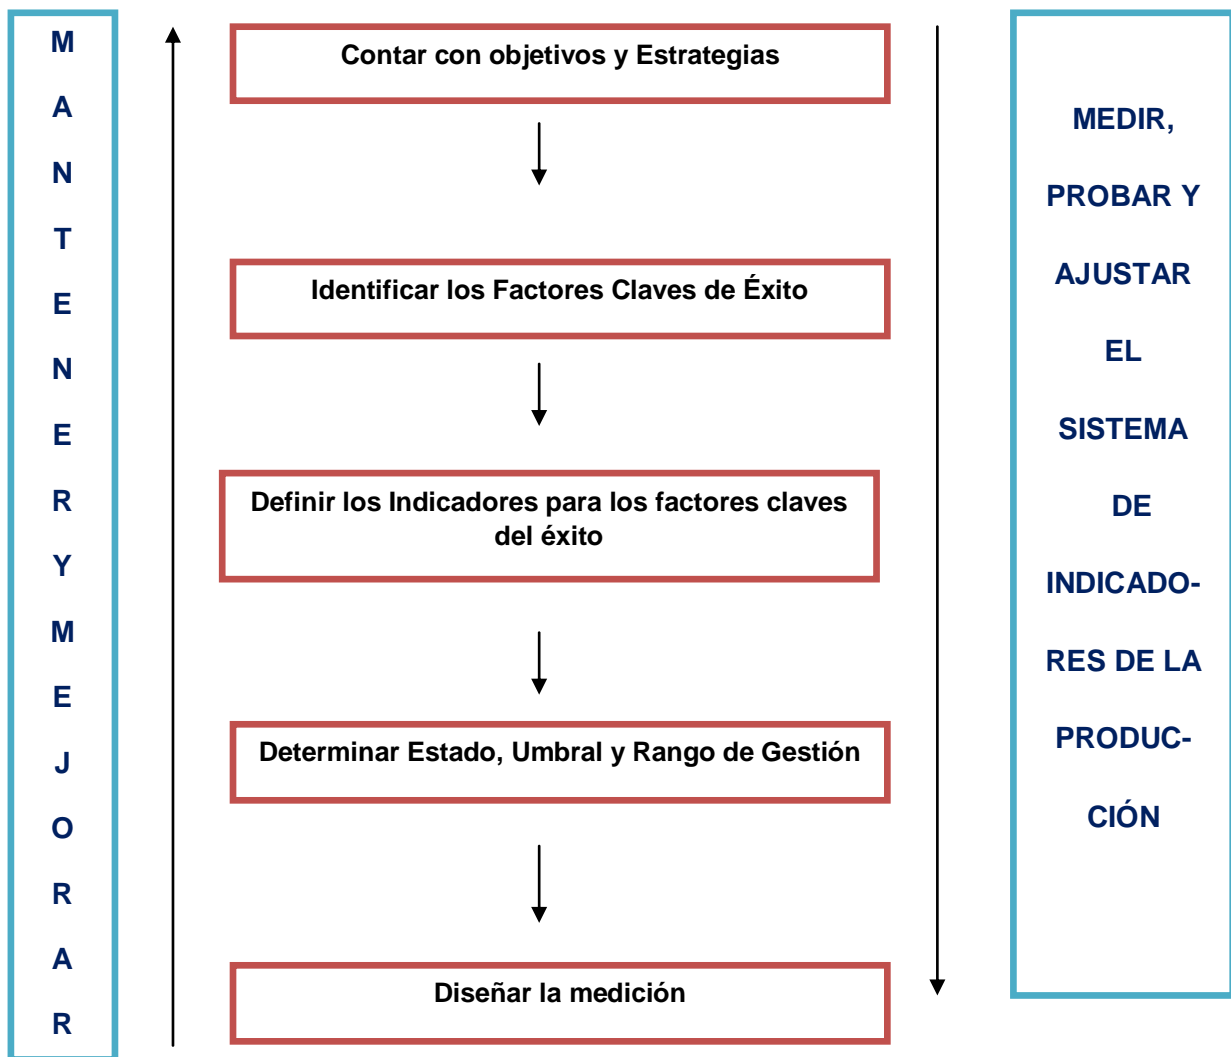 M
A
N
T
E
N
E
R
Y
M
E
J
O
R
A
R
Contar con objetivos y Estrategias
Identificar los Factores Claves de Éxito
Definir los Indicadores para los factores claves
del éxito
Determinar Estado, Umbral y Rango de Gestión
Diseñar la medición
MEDIR,
PROBAR Y
AJUSTAR
EL
SISTEMA
DE
INDICADO-
RES DE LA
PRODUC-
CIÓN